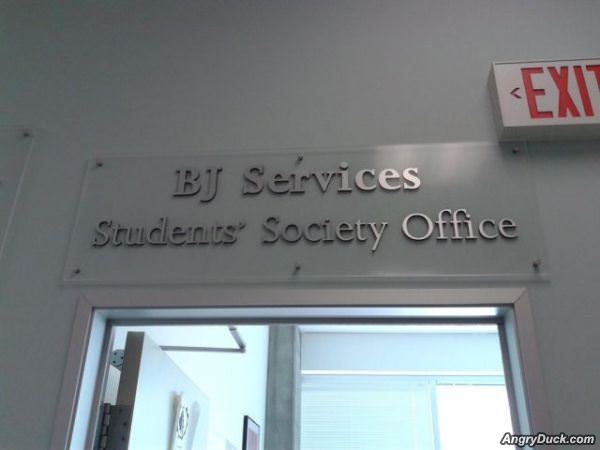 BJ Services
Students' Society Office
<EXIT
AngryDuck.com